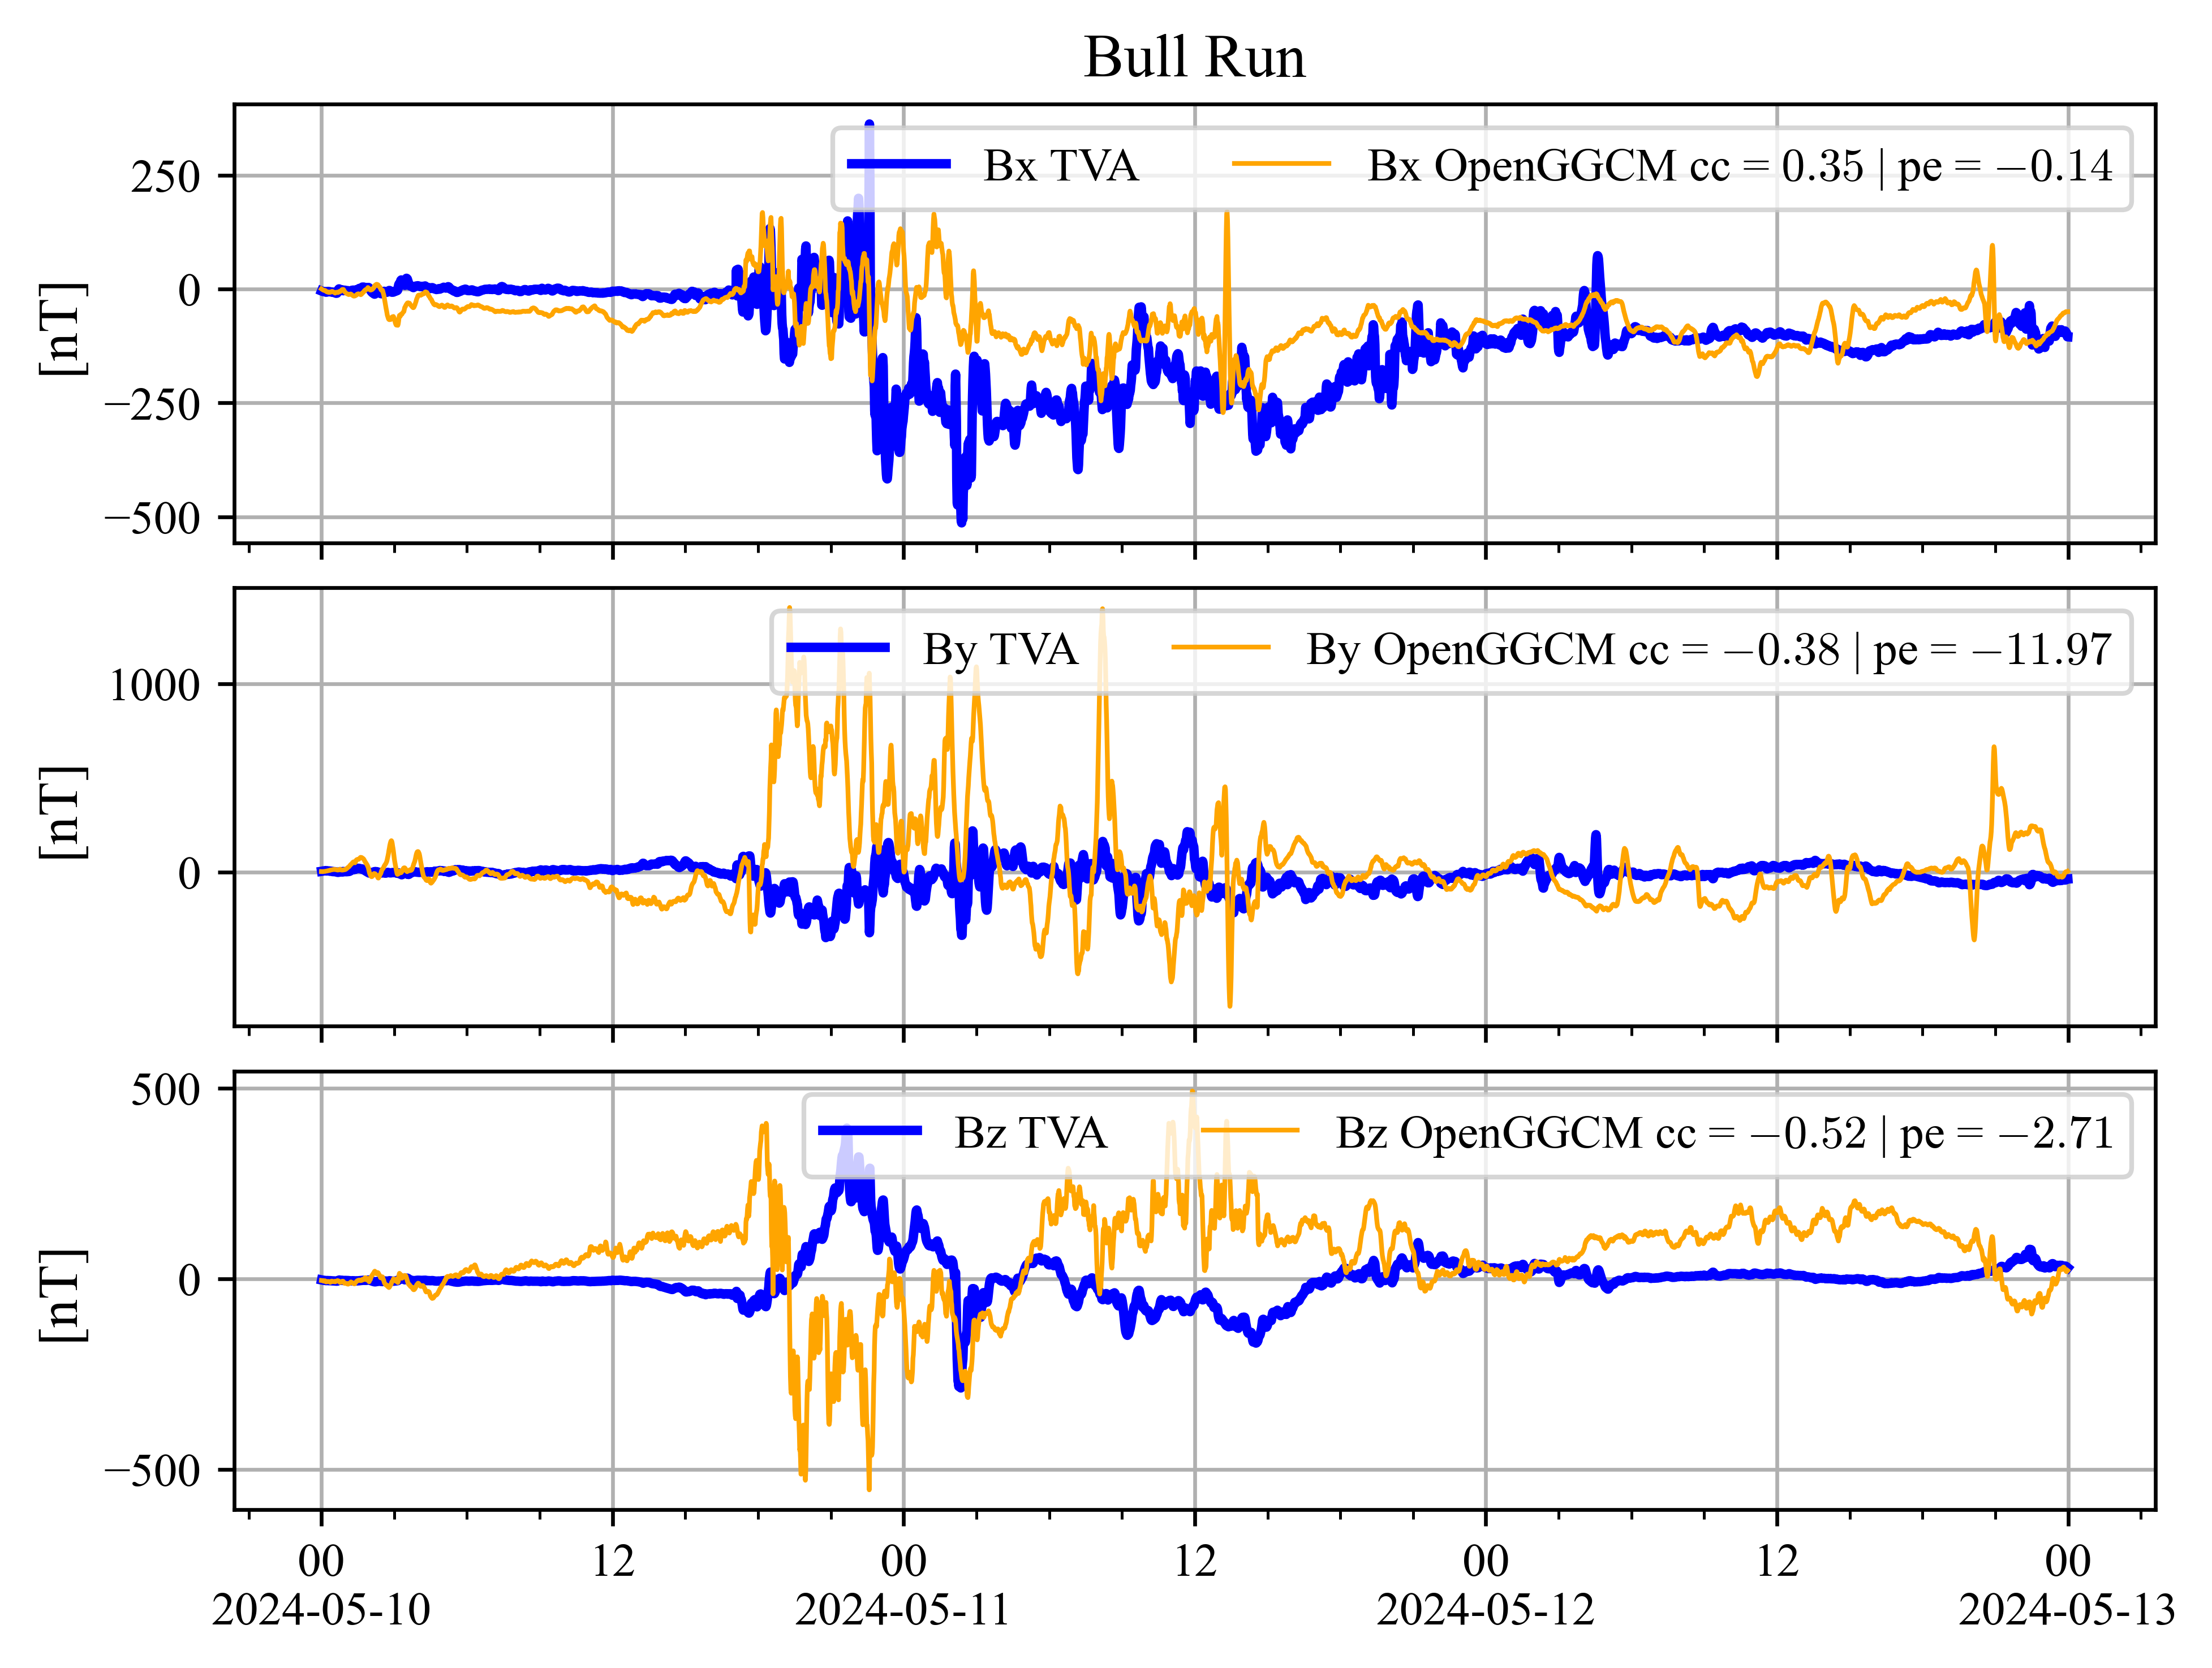 Bull Run
250
0
−250
−500
[nT]
Bx TVA
Bx OpenGGCM cc = 0.35 | pe = −0.14
1000
0
[nT]
By TVA
By OpenGGCM cc = −0.38 | pe = −11.97
500
0
−500
[nT]
Bz TVA
Bz OpenGGCM cc = −0.52 | pe = −2.71
00 12 00 12 00 12 00
2024-05-10 2024-05-11 2024-05-12 2024-05-13